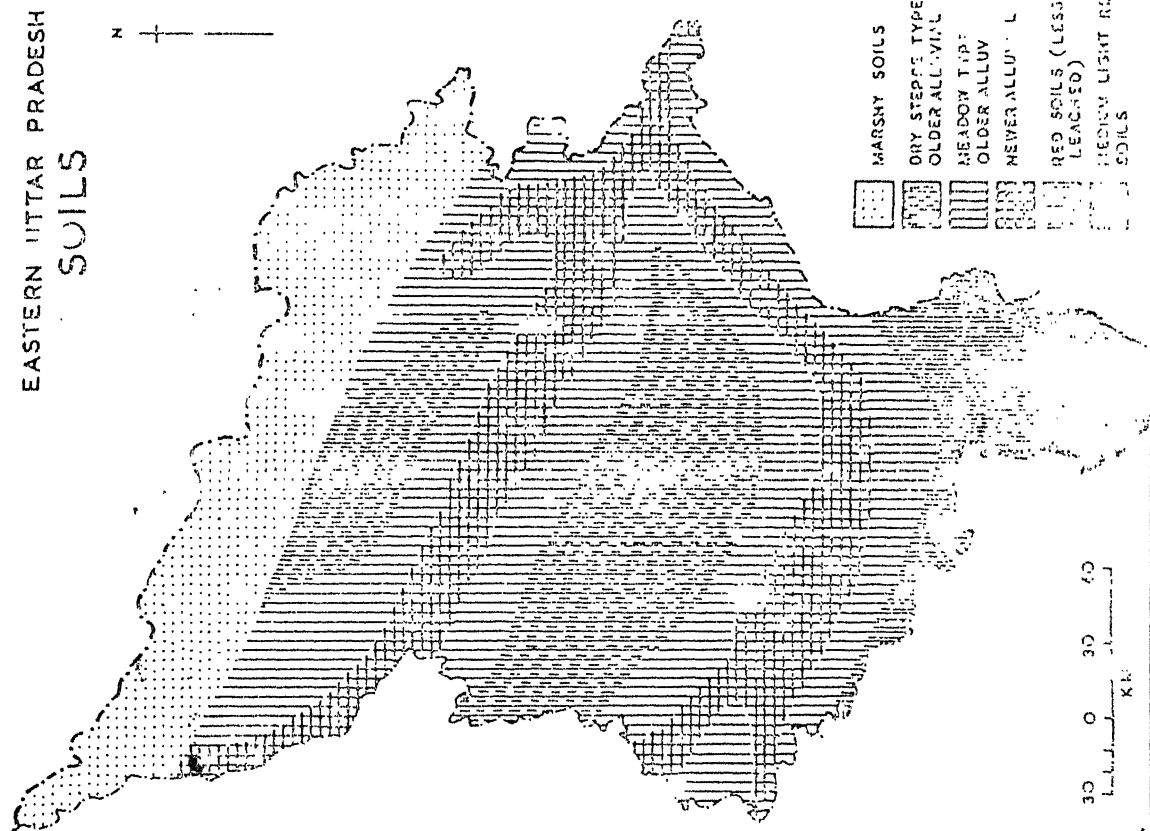 EASTERN UTTAR PRADESH
SOILS
N
MARSHY SOILS
DRY STEPPE TYPE
OLDER ALLUVIAL
MEADOW TYPE
OLDER ALLUV
NEWER ALLUV L
RED SOILS (LESS
LEACHED)
MEDIUM LIGHT RE
SOILS
30 0 30 60
KM